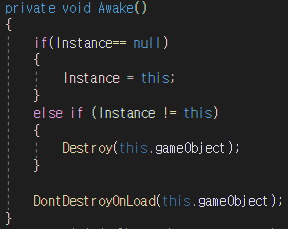 private void Awake()
{
if(Instance== null)
{
Instance = this;
}
else if (Instance != this)
{
Destroy(this.gameObject);
}
DontDestroyOnLoad(this.gameObject);
}